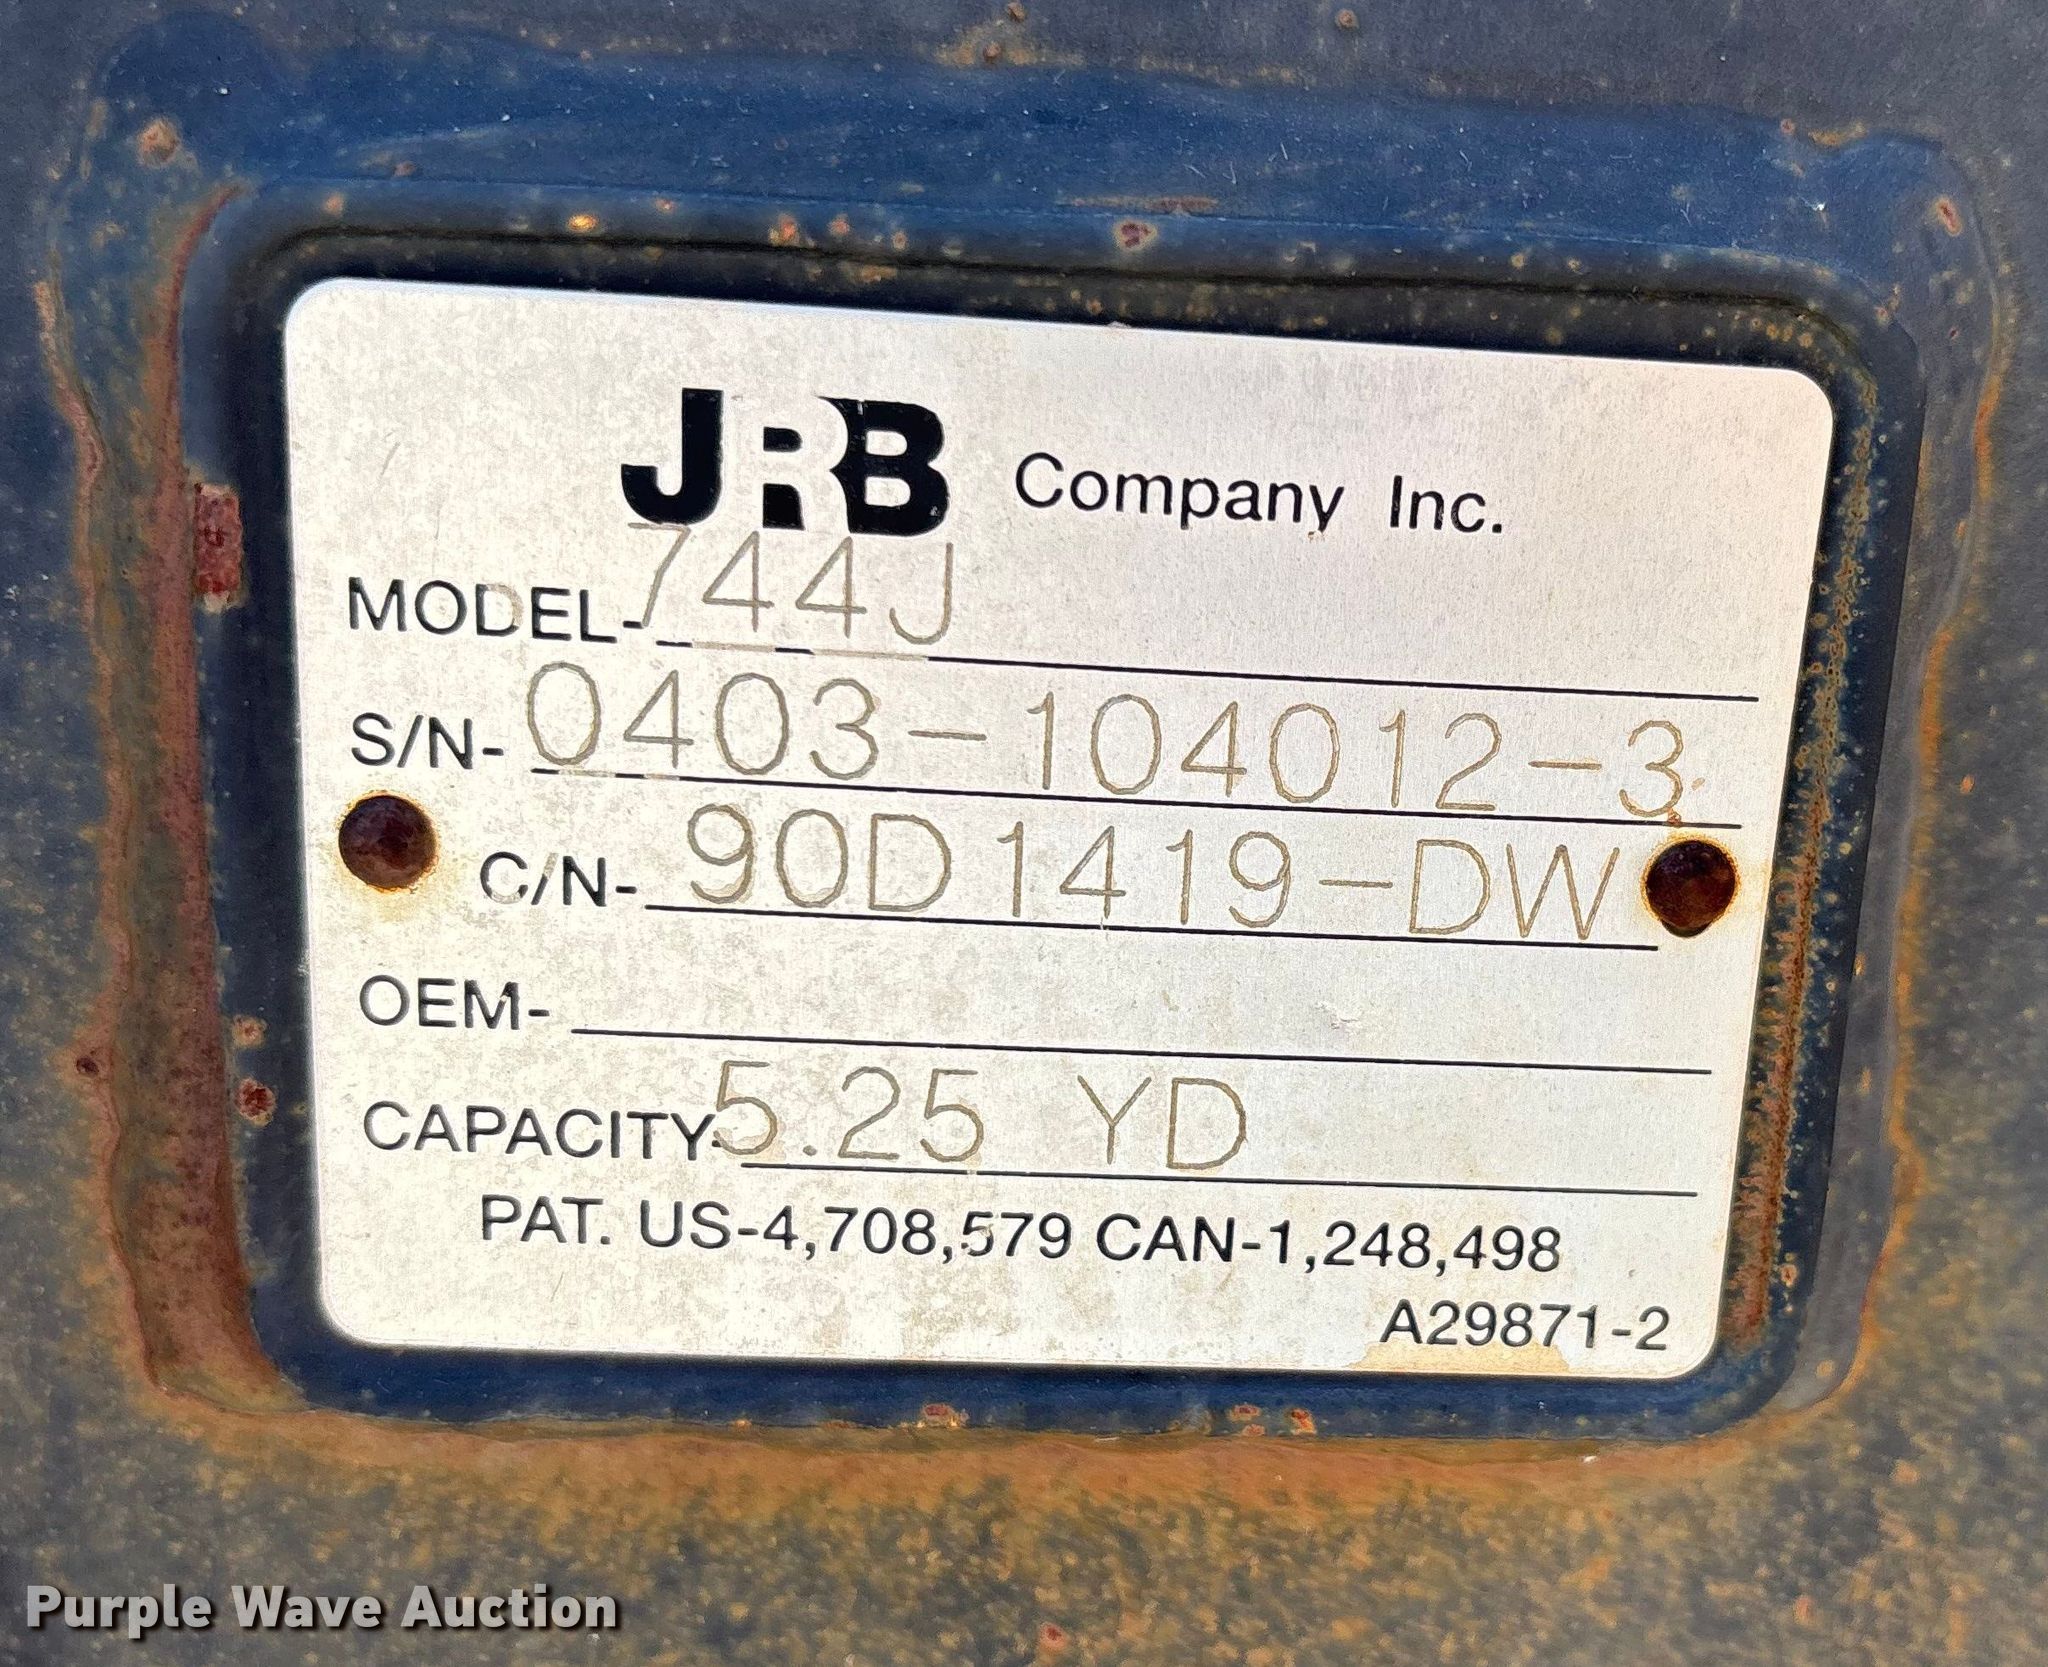 JRB Company Inc.
MODEL-744J
S/N-0403-104012-3
C/N-90D1419-DW
OEM-
CAPACITY-5.25 YD
PAT. US-4,708,579 CAN-1,248,498
A29871-2
Purple Wave Auction